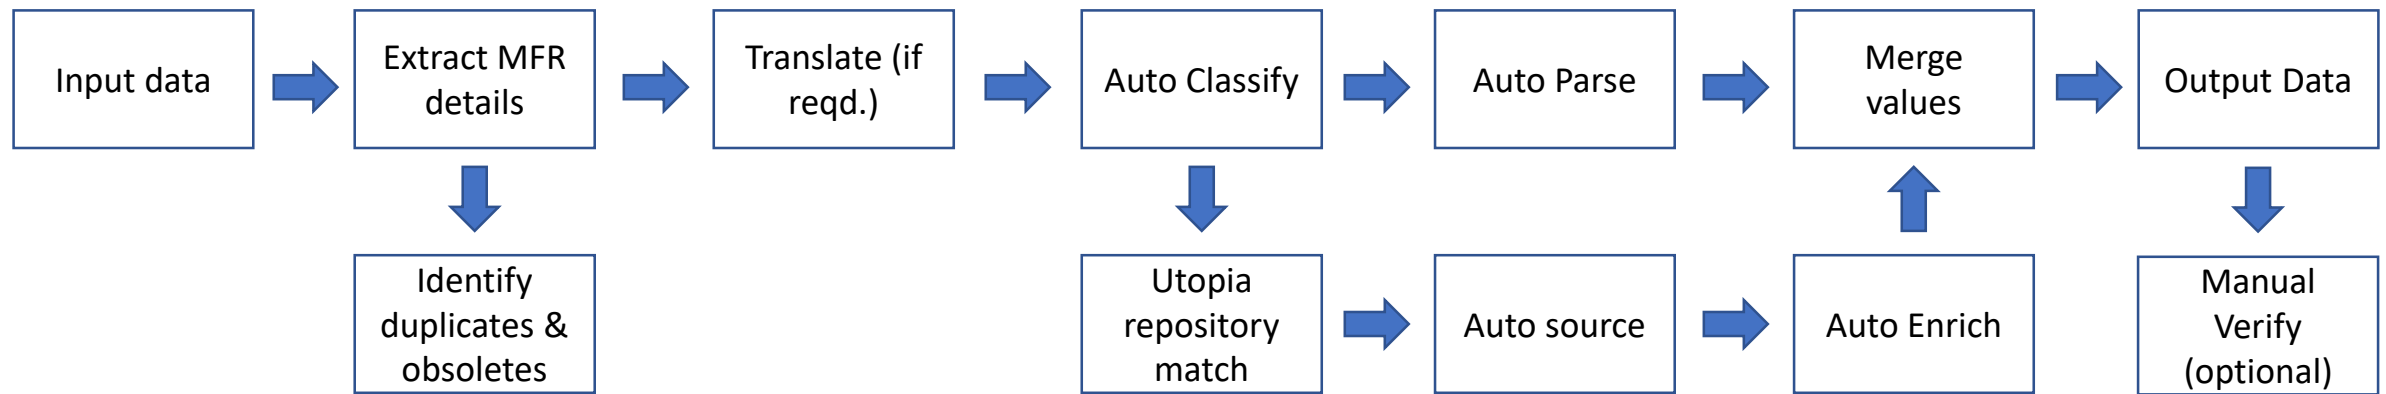 Input data
Extract MFR
details
Translate (if
reqd.)
Auto Classify
Auto Parse
Merge
values
Output Data
Identify
duplicates &
obsoletes
Utopia
repository
match
Auto source
Auto Enrich
Manual
Verify
(optional)